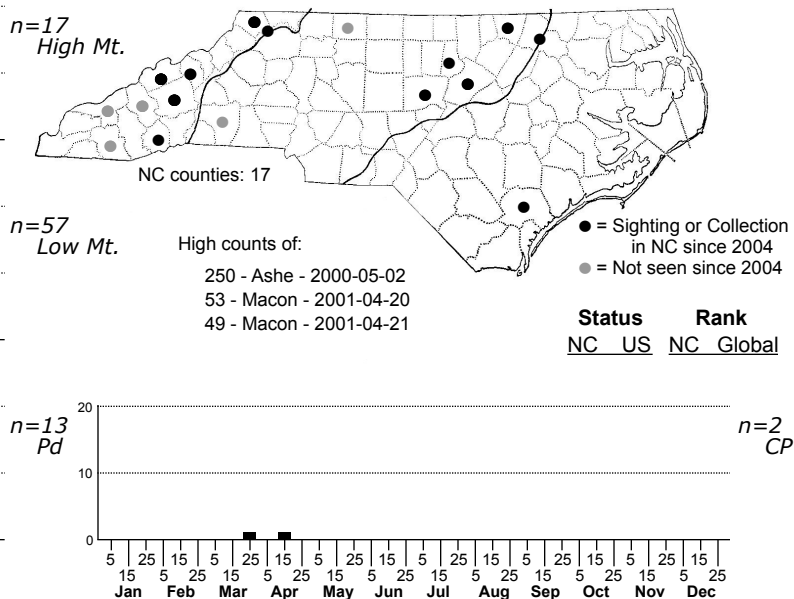 n=17
High Mt.
NC counties: 17
n=57
Low Mt.
High counts of:
250 - Ashe - 2000-05-02
53 - Macon - 2001-04-20
49 - Macon - 2001-04-21
● = Sighting or Collection
in NC since 2004
● = Not seen since 2004
Status Rank
NC US NC Global
n=13
Pd
20
10
0
n=2
CP
5 25 15 5 25 15 5 25 15 5 25 15 5 25 15 5 25 15
15 5 25 15 5 25 15 5 25 15 5 25 15 5 25 15 5 25
Jan Feb Mar Apr May Jun Jul Aug Sep Oct Nov Dec